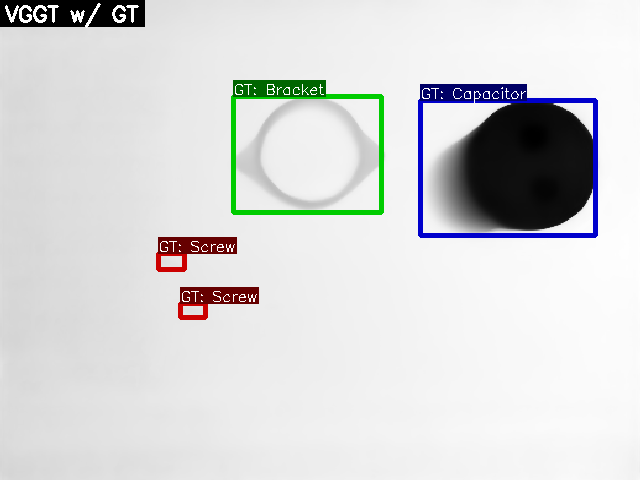 VGGT w/ GT
GT: Bracket
GT: Capacitor
GT: Screw
GT: Screw